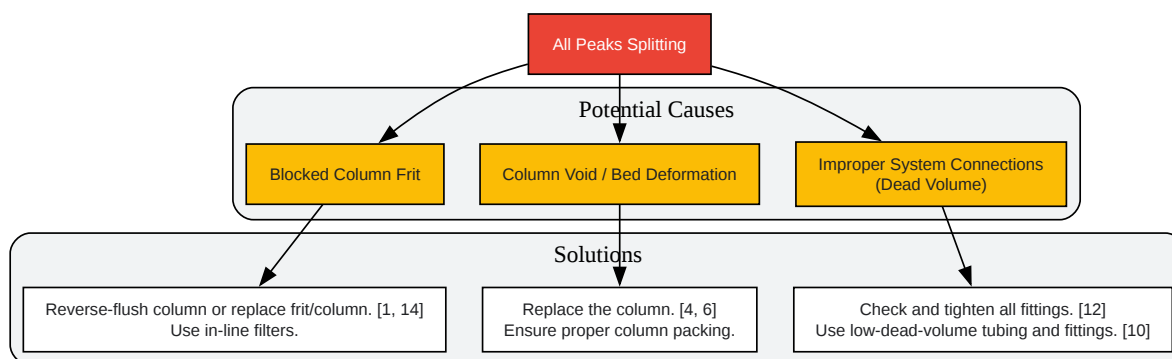 All Peaks Splitting
Potential Causes
Blocked Column Frit
Column Void / Bed Deformation
Improper System Connections
(Dead Volume)
Solutions
Reverse-flush column or replace frit/column. [1, 14]
Use in-line filters.
Replace the column. [4, 6]
Ensure proper column packing.
Check and tighten all fittings. [12]
Use low-dead-volume tubing and fittings. [10]